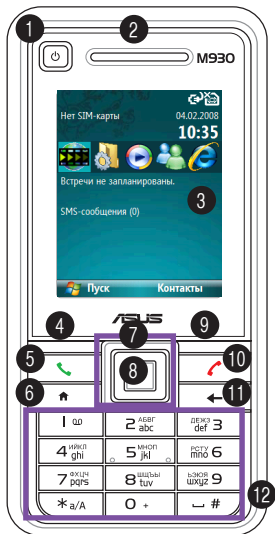 1 2
M930
Нет SIM-карты 04.02.2008
10:35
Встречи не запланированы.
3
SMS-сообщения (0)
Пуск Контакты
ASUS
4 7 9
5 8 10
6 11
1 2 АБВГ abc ДЕЖЗ def 3
4 ИЙКЛ ghi 5 МНОП jkl РСТУ mno 6
7 ФХЦЧ pqrs 8 ШЩЪЫ tuv ЬЭЮЯ wxyz 9
12
* a/A 0 + #